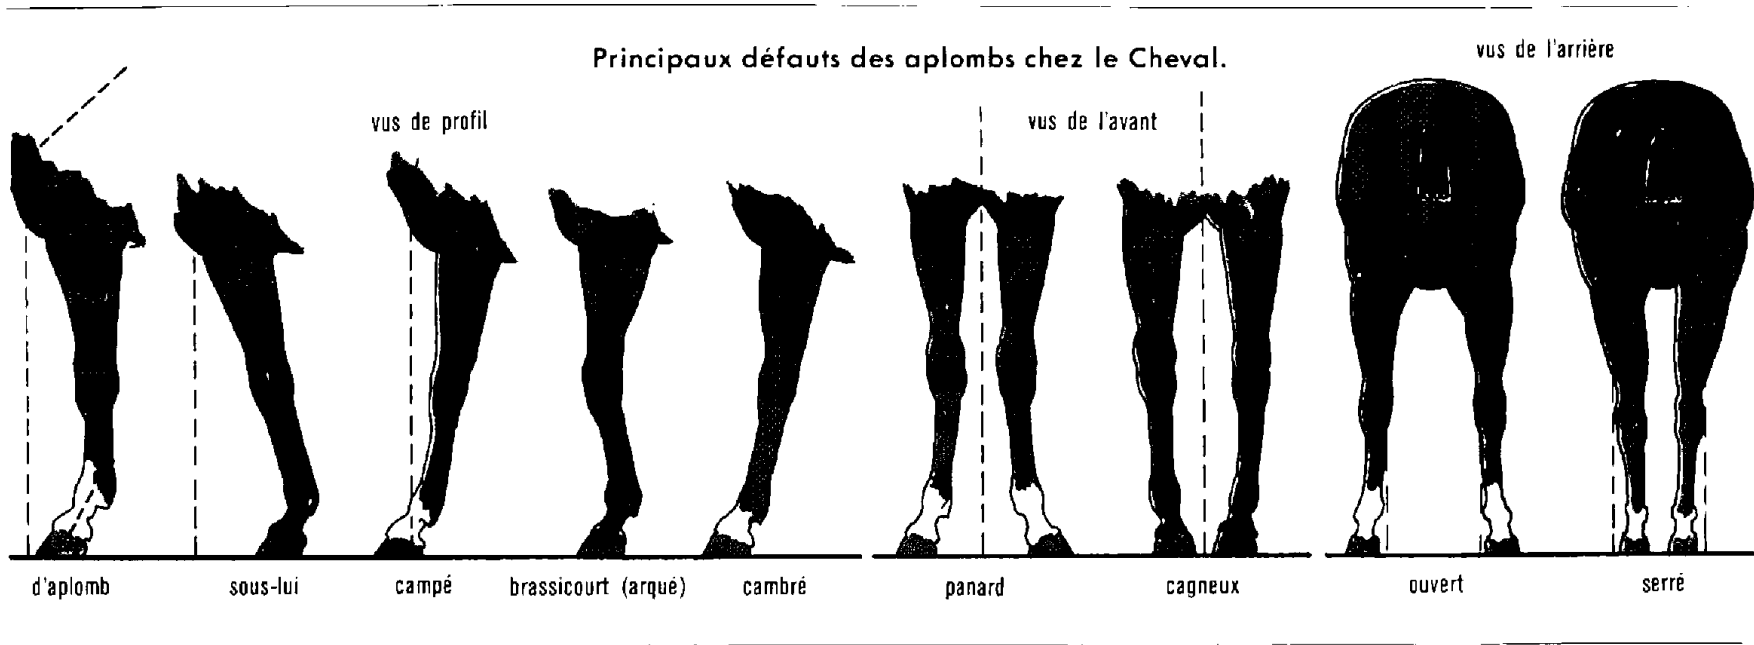 Principaux défauts des aplombs chez le Cheval.
vus de profil
vus de l'avant
vus de l'arrière
d'aplomb
sous-lui
campé
brassicourt (arqué)
cambré
panard
cagneux
ouvert
serré